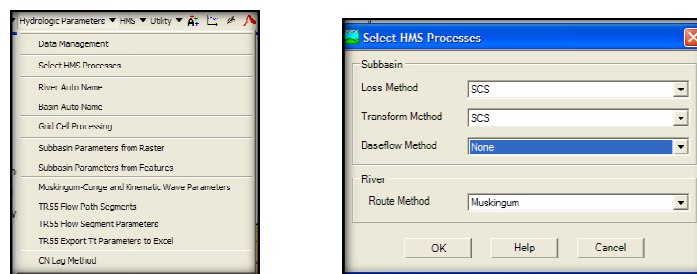 Hydrologic Parameters HMS Utility
Data Management
Select HMS Processes
River Auto Name
Basin Auto Name
Grid Cell Processing
Subbasin Parameters from Raster
Subbasin Parameters from Features
Muskingum-Cunge and Kinematic Wave Parameters
TR55 Flow Path Segments
TR55 Flow Segment Parameters
TR55 Export Tt Parameters to Excel
CN Lag Method
Select HMS Processes
Subbasin
Loss Method SCS
Transform Method SCS
Baseflow Method None
River
Route Method Muskingum
OK Help Cancel